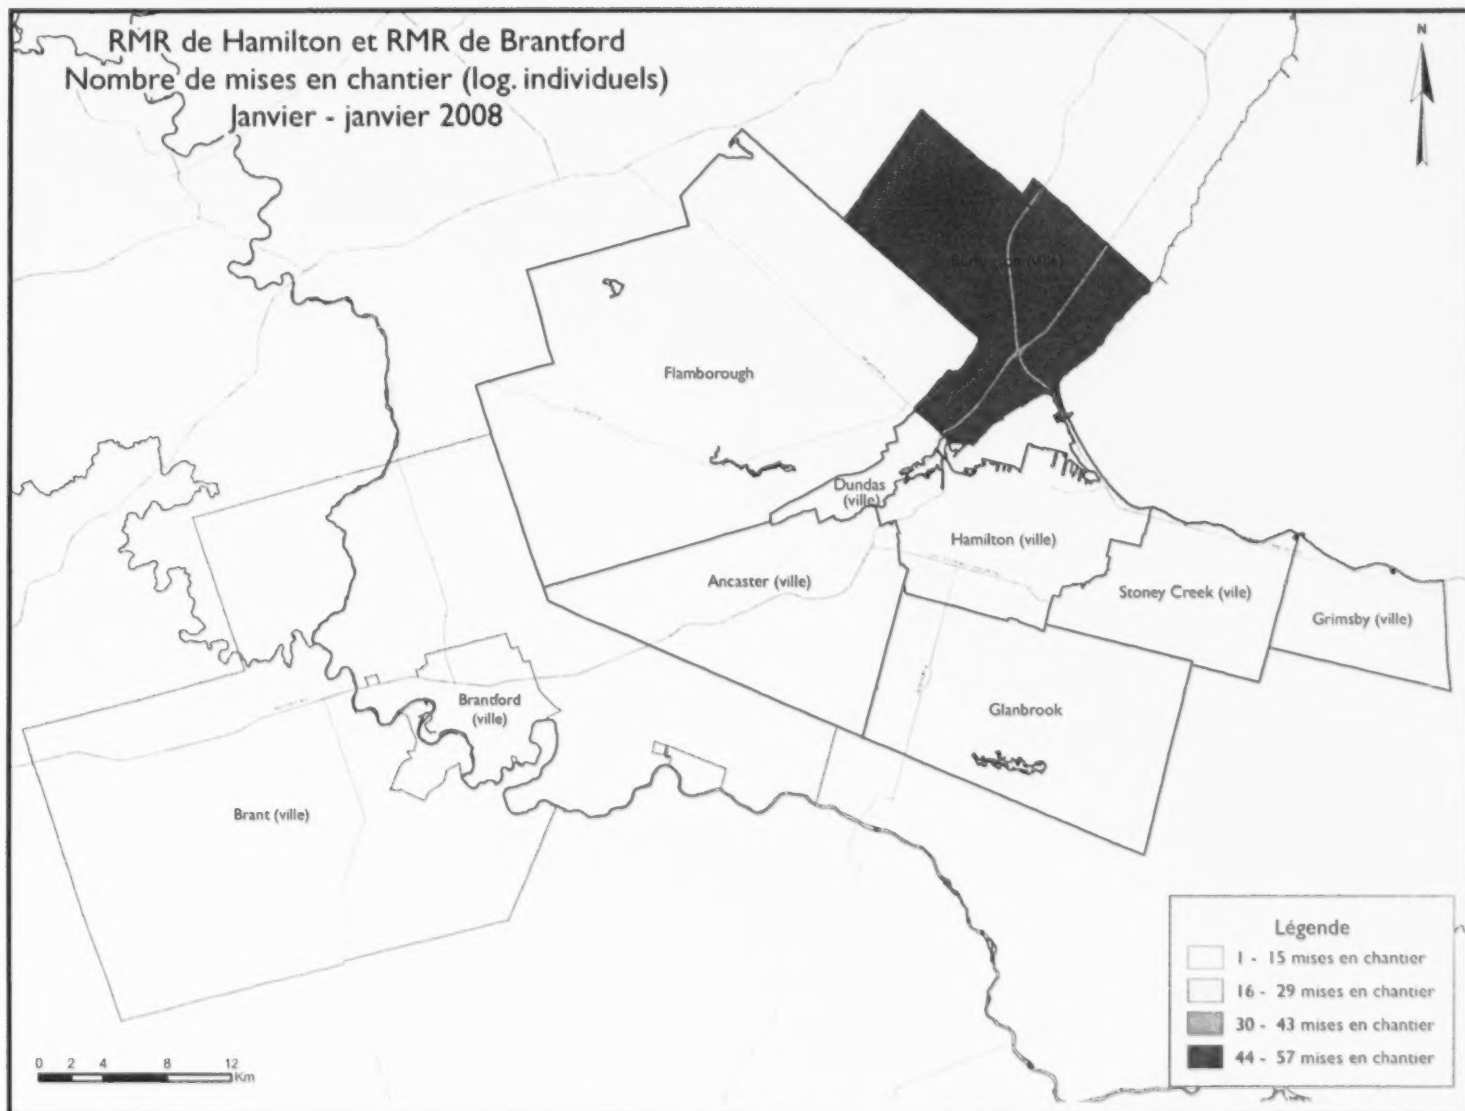 RMR de Hamilton et RMR de Brantford
Nombre de mises en chantier (log. individuels)
Janvier - janvier 2008
N
(ville)
Flamborough
Dundas
(ville)
Hamilton (ville)
Ancaster (ville)
Stoney Creek (vile)
Grimsby (ville)
Brantford
(ville)
Glanbrook
Brant (ville)
Légende
1 - 15 mises en chantier
16 - 29 mises en chantier
30 - 43 mises en chantier
44 - 57 mises en chantier
0 2 4 8 12
Km